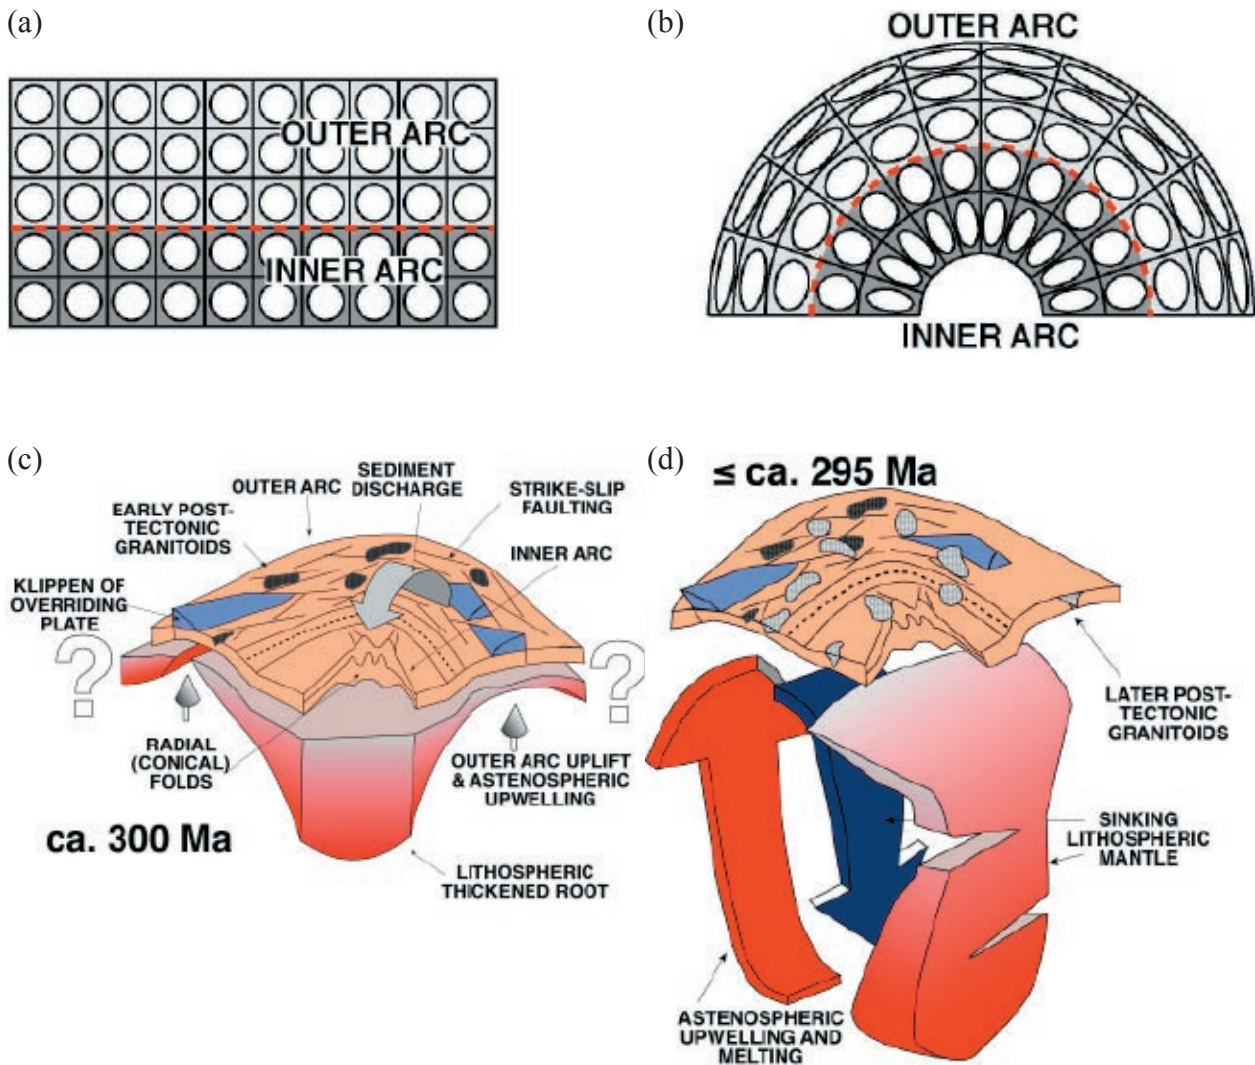 (a)
OUTER ARC
INNER ARC
(b)
OUTER ARC
INNER ARC
(c)
SEDIMENT
DISCHARGE
OUTER ARC
STRIKE-SLIP
FAULTING
EARLY POST-
TECTONIC
GRANITOIDS
INNER ARC
KLIPPEN OF
OVERRIDING
PLATE
?
?
RADIAL
(CONICAL)
FOLDS
OUTER ARC UPLIFT
& ASTENOSPHERIC
UPWELLING
ca. 300 Ma
LITHOSPHERIC
THICKENED ROOT
(d)
≤ ca. 295 Ma
LATER POST-
TECTONIC
GRANITOIDS
SINKING
LITHOSPHERIC
MANTLE
ASTENOSPHERIC
UPWELLING AND
MELTING